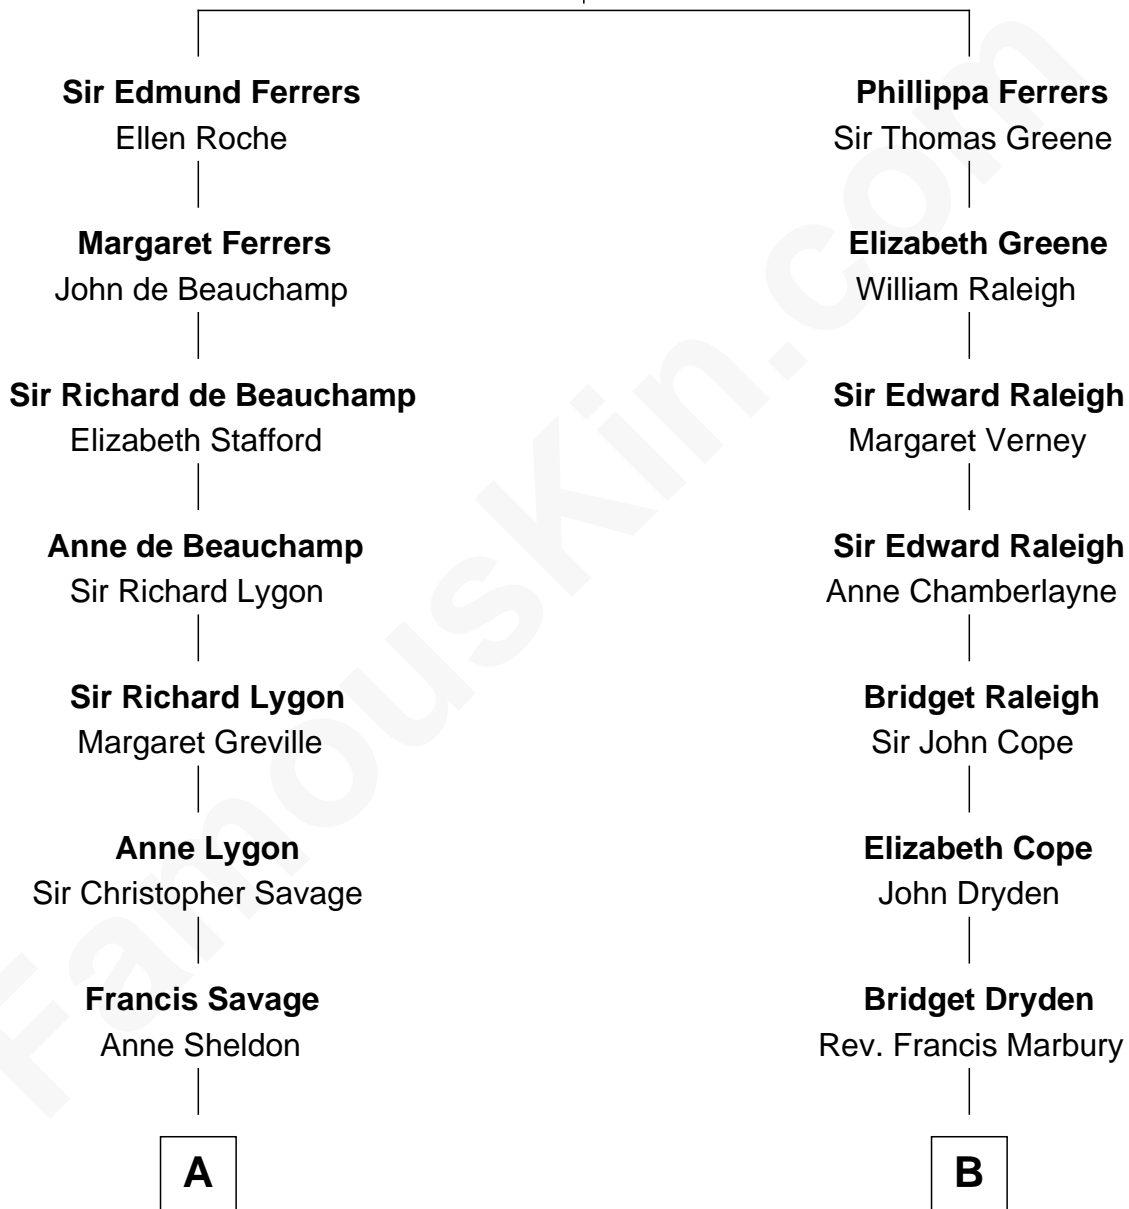 Sir Edmund Ferrers
Ellen Roche
Margaret Ferrers
John de Beauchamp
Sir Richard de Beauchamp
Elizabeth Stafford
Anne de Beauchamp
Sir Richard Lygon
Sir Richard Lygon
Margaret Greville
Anne Lygon
Sir Christopher Savage
Francis Savage
Anne Sheldon
A
Phillippa Ferrers
Sir Thomas Greene
Elizabeth Greene
William Raleigh
Sir Edward Raleigh
Margaret Verney
Sir Edward Raleigh
Anne Chamberlayne
Bridget Raleigh
Sir John Cope
Elizabeth Cope
John Dryden
Bridget Dryden
Rev. Francis Marbury
B
FamousKin.com